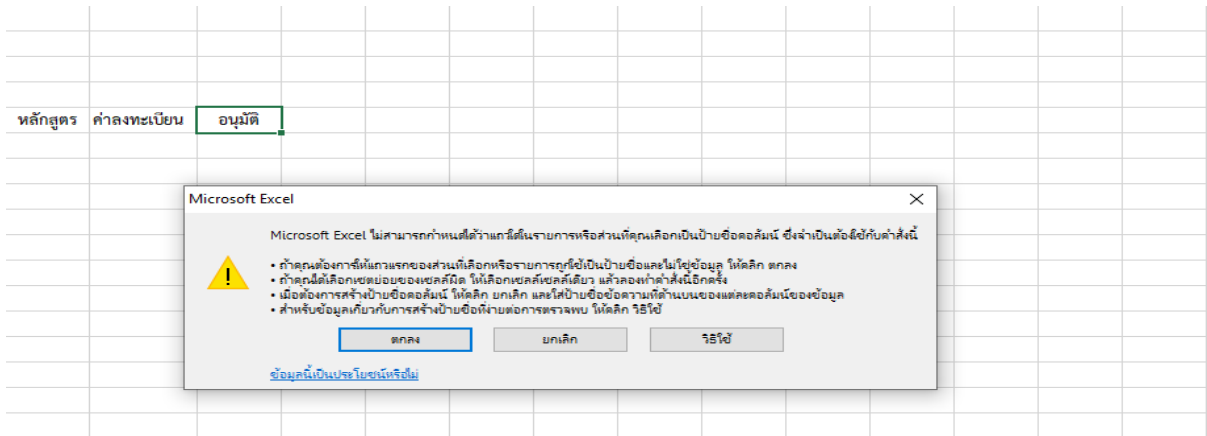 หลักสูตร ค่าลงทะเบียน อนุมัติ
Microsoft Excel
Microsoft Excel ไม่สามารถกำหนดได้ว่าแถวใดในรายการหรือส่วนที่คุณเลือกเป็นป้ายชื่อคอลัมน์ ซึ่งจำเป็นต้องใช้กับคำสั่งนี้
• ถ้าคุณต้องการให้แถวแรกของส่วนที่เลือกหรือรายการถูกใช้เป็นป้ายชื่อและไม่ใช่ข้อมูล ให้คลิก ตกลง
• ถ้าคุณได้เลือกเซตย่อยของเซลล์ผิด ให้เลือกเซลล์เซลล์เดียว แล้วลองทำคำสั่งนี้อีกครั้ง
• เมื่อต้องการสร้างป้ายชื่อคอลัมน์ ให้คลิก ยกเลิก และใส่ป้ายชื่อข้อความที่ด้านบนของแต่ละคอลัมน์ของข้อมูล
• สำหรับข้อมูลเกี่ยวกับการสร้างป้ายชื่อที่ง่ายต่อการตรวจพบ ให้คลิก วิธีใช้
ตกลง ยกเลิก วิธีใช้
ข้อมูลนี้เป็นประโยชน์หรือไม่